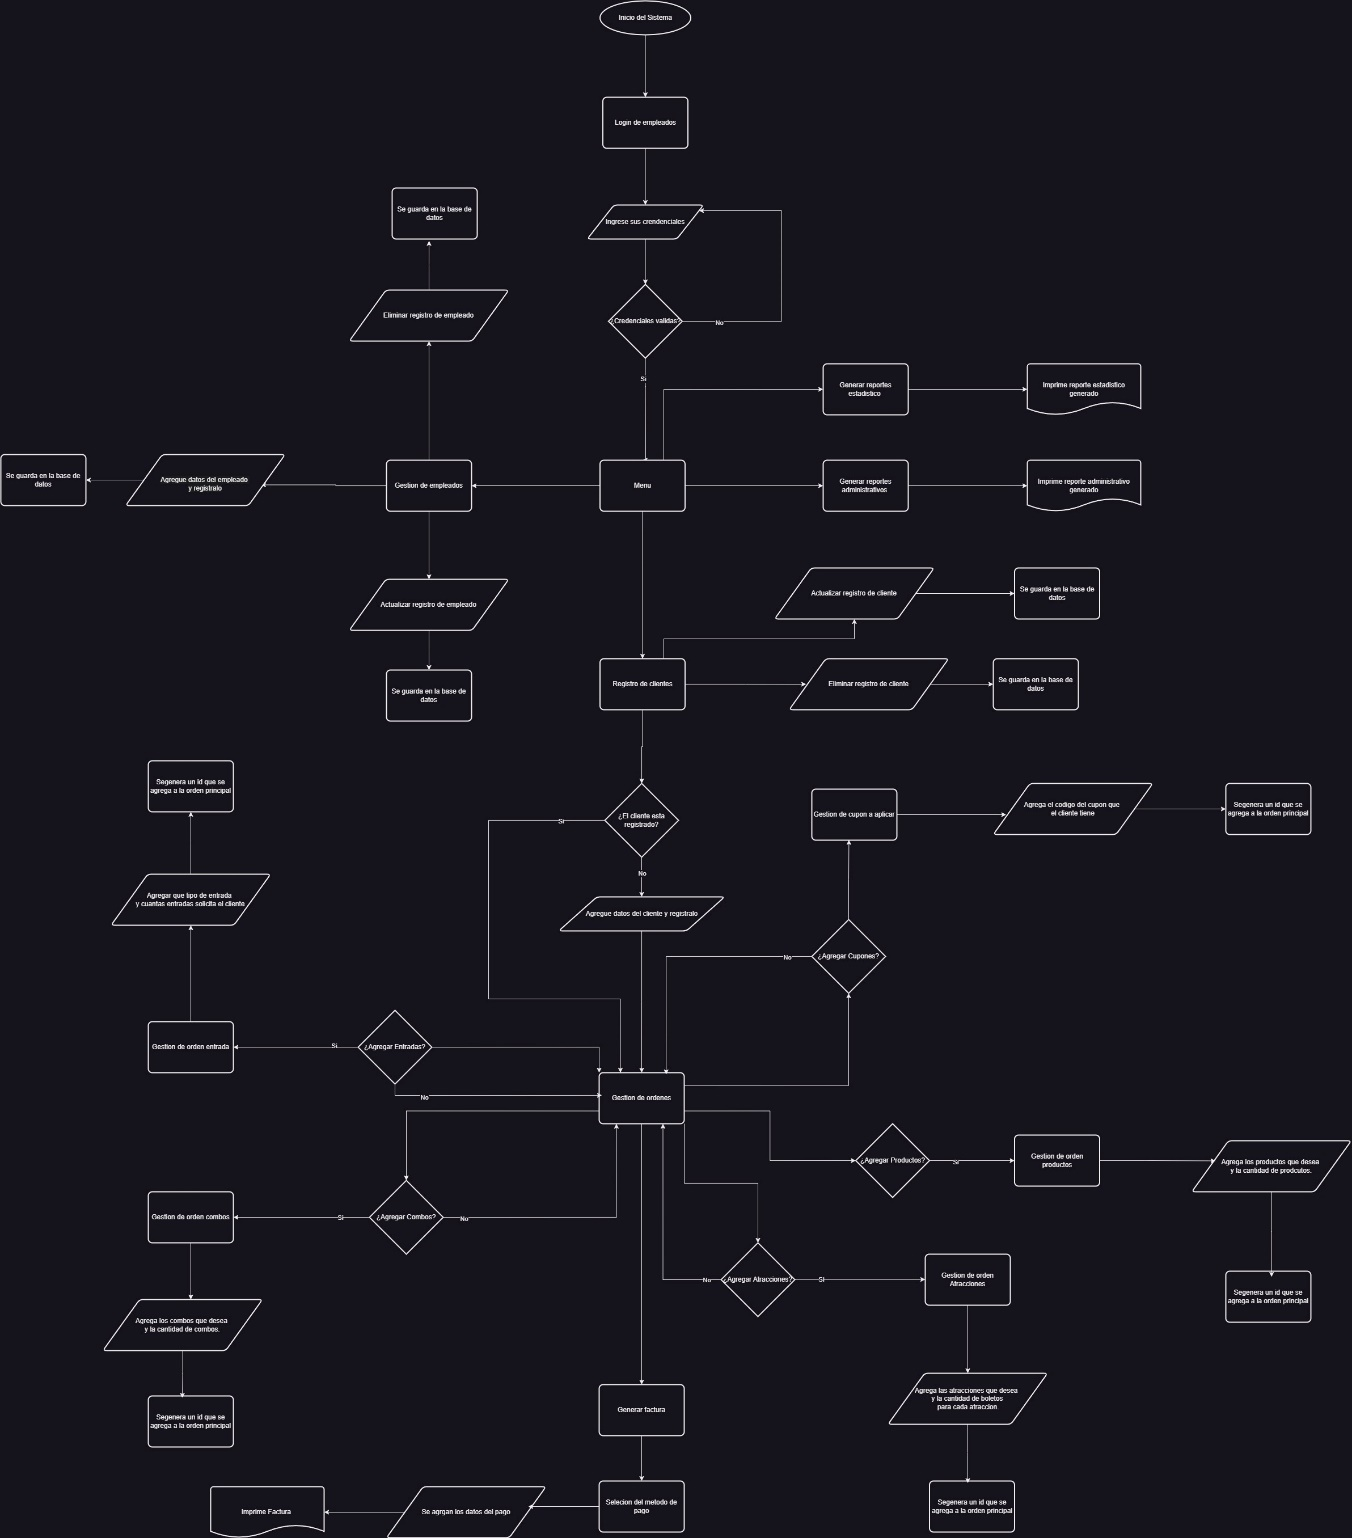 Inicio del Sistema
Login de empleados
Se guarda en la base de
datos
Ingrese sus crendenciales
Eliminar registro de empleado
¿Credenciales validas?
No
Si
Generar reportes
estadistico
Imprime reporte estadistico
generado
Se guarda en la base de
datos
Agregue datos del empleado
y registralo
Gestion de empleados
Menu
Generar reportes
administrativos
Imprime reporte administrativo
generado
Actualizar registro de empleado
Actualizar registro de cliente
Se guarda en la base de
datos
Se guarda en la base de
datos
Registro de clientes
Eliminar registro de cliente
Se guarda en la base de
datos
Segenera un id que se
agrega a la orden principal
¿El cliente esta
registrado?
Si
No
Gestion de cupon a aplicar
Agrega el codigo del cupon que
el cliente tiene
Segenera un id que se
agrega a la orden principal
Agregar que tipo de entrada
y cuantas entradas solicita el cliente
Agregue datos del cliente y registralo
No
¿Agregar Cupones?
Gestion de orden entrada
Si
¿Agregar Entradas?
No
Gestion de ordenes
¿Agregar Productos?
Si
Gestion de orden
productos
Agrega los productos que desea
y la cantidad de prodcutos.
Gestion de orden combos
Si
¿Agregar Combos?
No
No
¿Agregar Atracciones?
Si
Gestion de orden
Atracciones
Segenera un id que se
agrega a la orden principal
Agrega los combos que desea
y la cantidad de combos.
Agrega las atracciones que desea
y la cantidad de boletos
para cada atraccion.
Segenera un id que se
agrega a la orden principal
Generar factura
Imprime Factura
Se agrgan los datos del pago
Selecion del metodo de
pago
Segenera un id que se
agrega a la orden principal